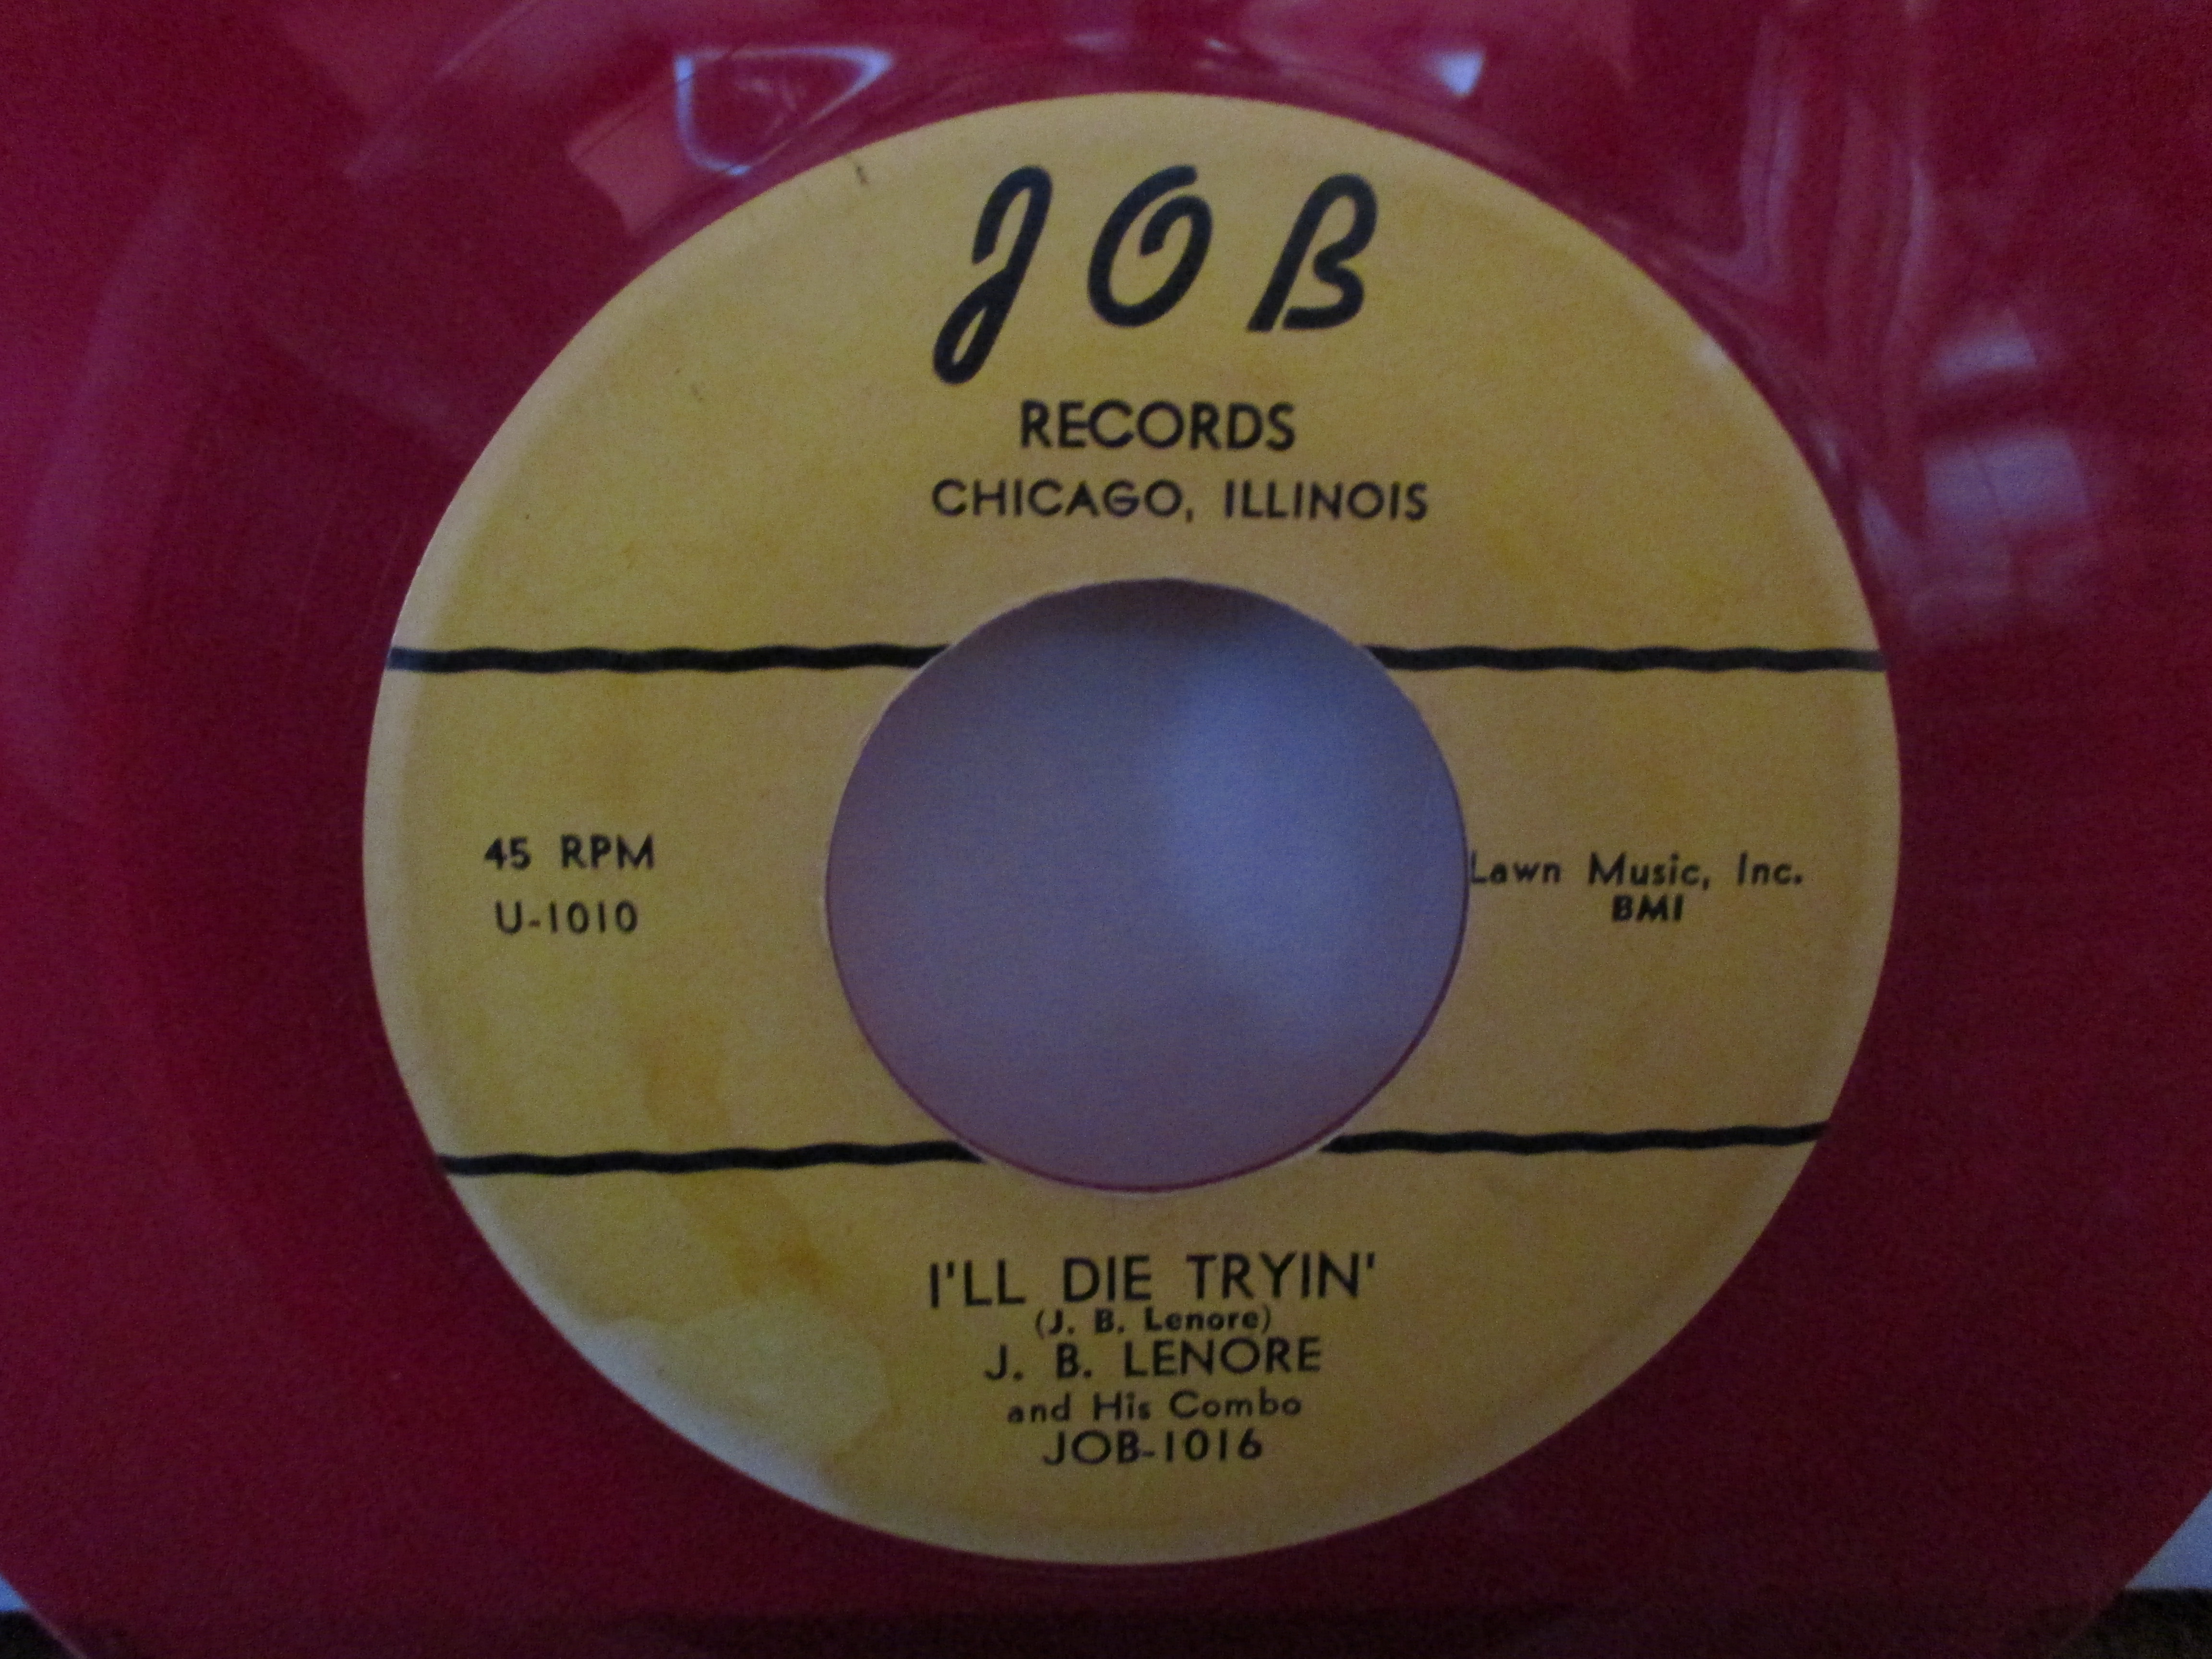 JOB
RECORDS
CHICAGO, ILLINOIS
45 RPM
U-1010
Lawn Music, Inc.
BMI
I'LL DIE TRYIN'
(J. B. Lenore)
J. B. LENORE
and His Combo
JOB-1016